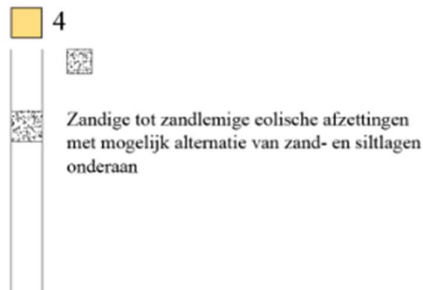 4
Zandige tot zandlemige eolische afzettingen
met mogelijk alternatie van zand- en siltlagen
onderaan